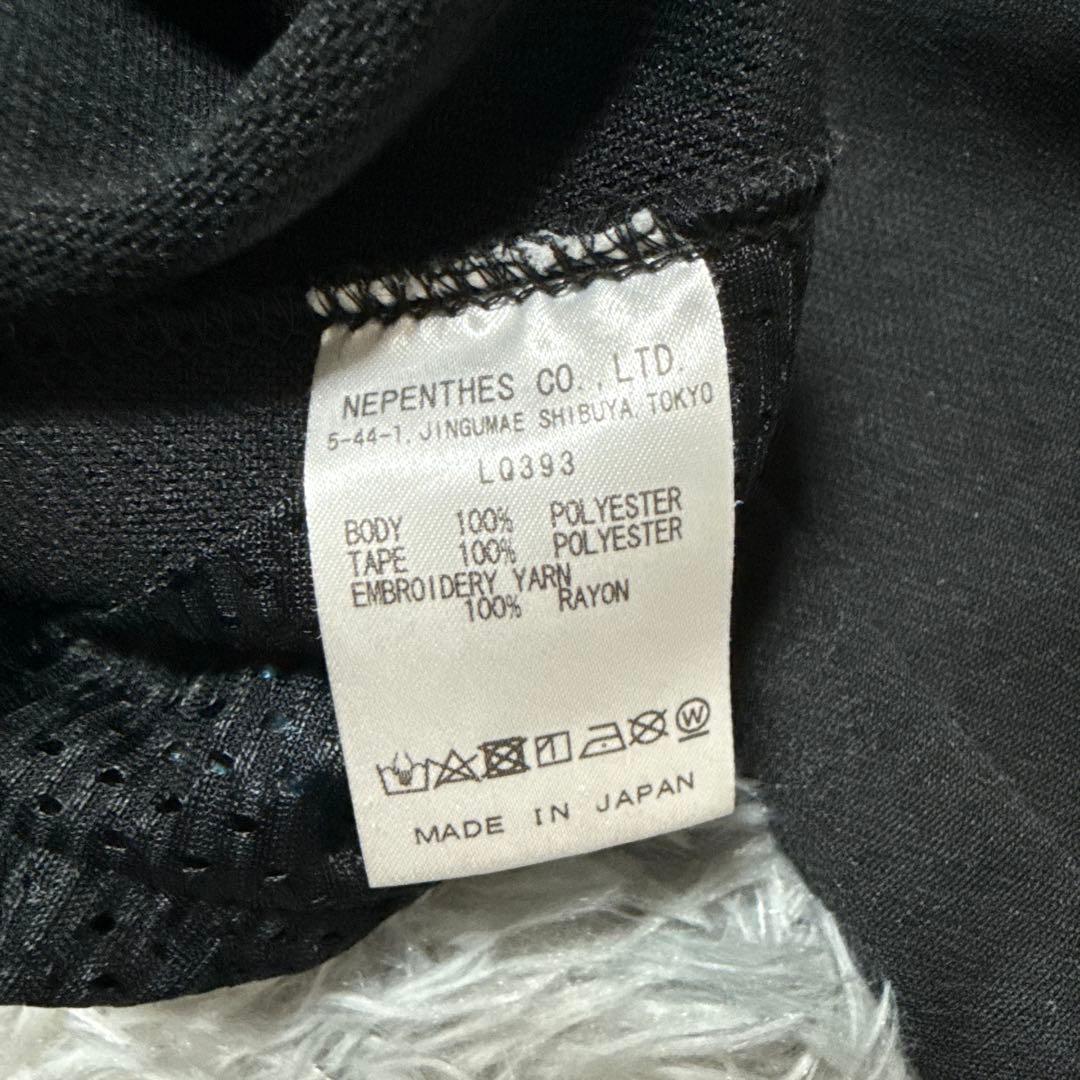 NEPENTHES CO.,LTD.
5-44-1, JINGUMAE SHIBUYA, TOKYO
LQ393
BODY 100% POLYESTER
TAPE 100% POLYESTER
EMBROIDERY YARN
100% RAYON
W
MADE IN JAPAN